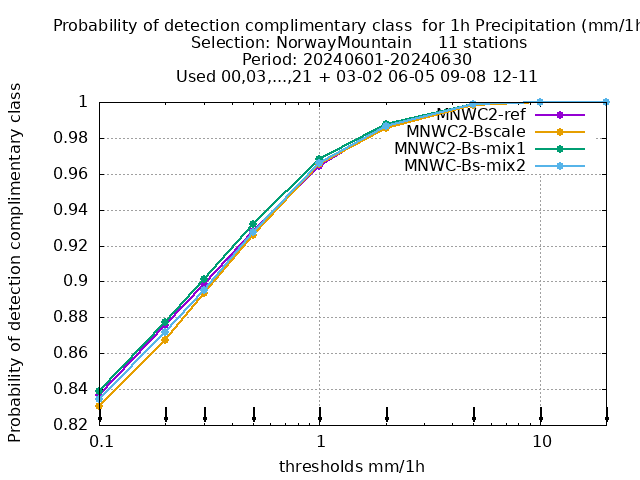 Probability of detection complimentary class  for 1h Precipitation (mm/1h
Selection: NorwayMountain     11 stations
Period: 20240601-20240630
Used 00,03,...,21 + 03-02 06-05 09-08 12-11
Probability of detection complimentary class
1
0.98
0.96
0.94
0.92
0.9
0.88
0.86
0.84
0.82
MNWC2-ref
MNWC2-Bscale
MNWC2-Bs-mix1
MNWC-Bs-mix2
0.1
1
10
thresholds mm/1h